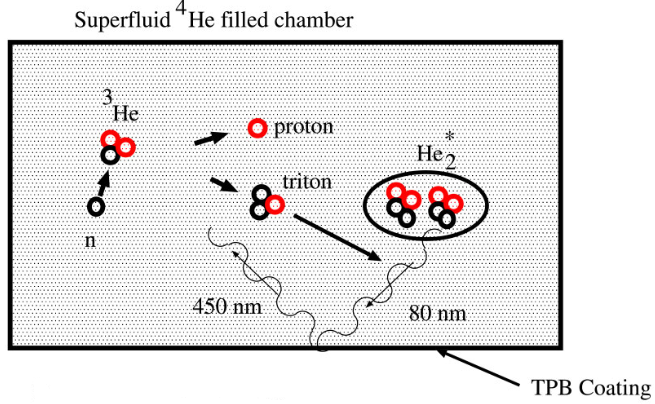 Superfluid ⁴He filled chamber
³He
proton
He₂*
triton
n
450 nm
80 nm
TPB Coating